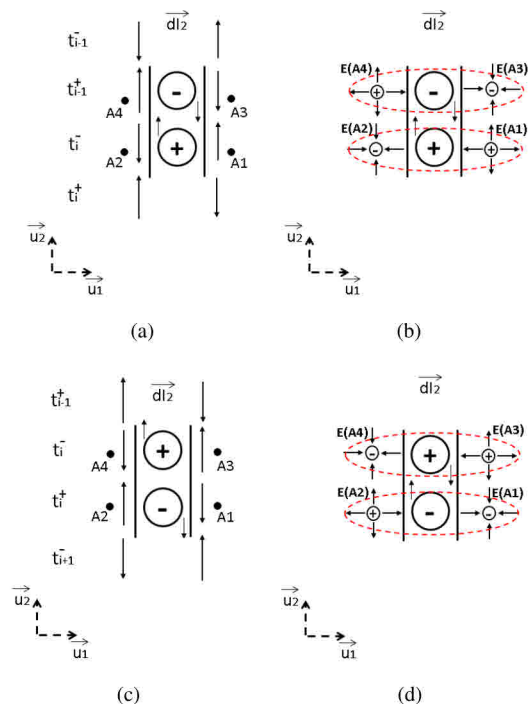 dl₂
t⁻ᵢ₋₁
t⁺ᵢ₋₁
-
A4
A3
t⁻ᵢ
+
A2
A1
t⁺ᵢ
u₂
u₁
(a)
dl₂
E(A4)
E(A3)
+
-
-
E(A2)
E(A1)
-
+
+
u₂
u₁
(b)
dl₂
t⁺ᵢ₋₁
t⁻ᵢ
+
A4
A3
t⁺ᵢ
-
A2
A1
t⁻ᵢ₊₁
u₂
u₁
(c)
dl₂
E(A4)
E(A3)
-
+
+
E(A2)
E(A1)
+
-
-
u₂
u₁
(d)